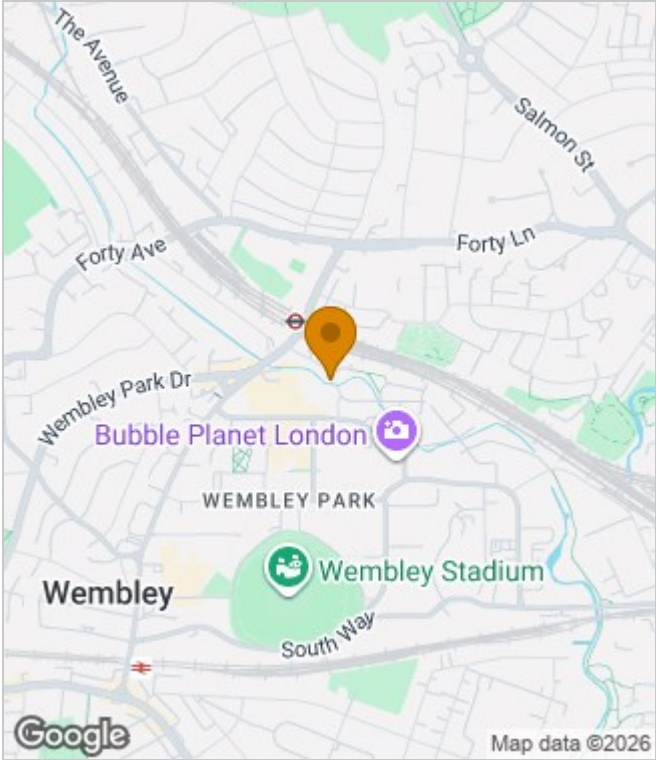 The Avenue
Salmon St
Forty Ave
Forty Ln
Wembley Park Dr
Bubble Planet London
WEMBLEY PARK
Wembley Stadium
Wembley
South Way
Google
Map data ©2026